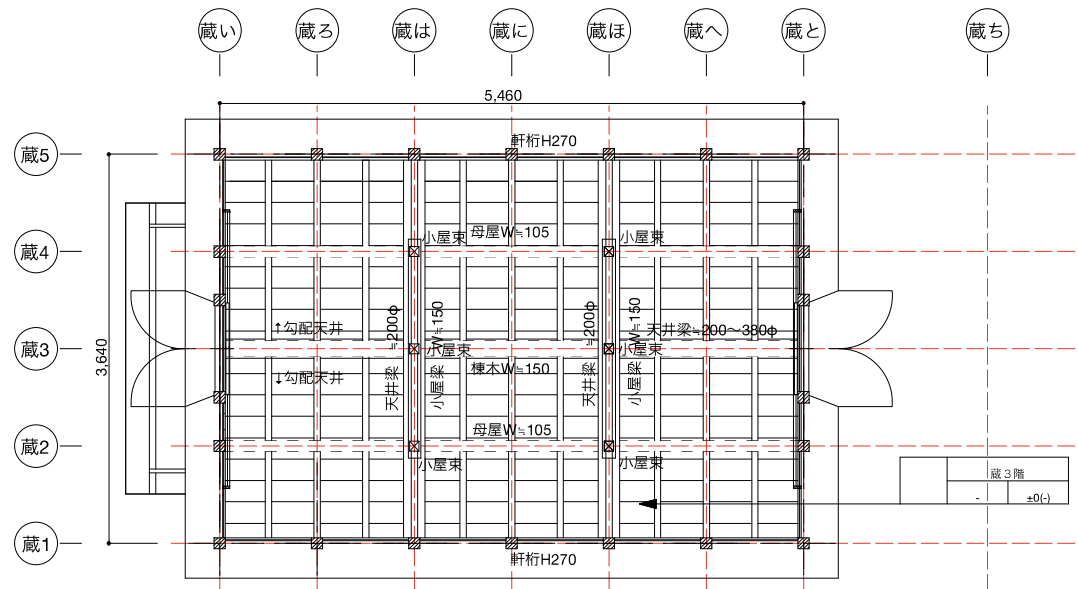 蔵い
蔵ろ
蔵は
蔵に
蔵ほ
蔵へ
蔵と
蔵ち
5,460
軒桁H270
蔵5
蔵4
蔵3
蔵2
蔵1
3,640
小屋束
母屋W≒105
小屋束
↑勾配天井
↓勾配天井
天井梁 ≒200φ
小屋梁 W≒150
天井梁 ≒200φ
小屋梁 W≒150
天井梁≒200〜380φ
小屋束
小屋束
棟木W≒150
母屋W≒105
小屋束
小屋束
蔵3階
- ±0(-)
軒桁H270